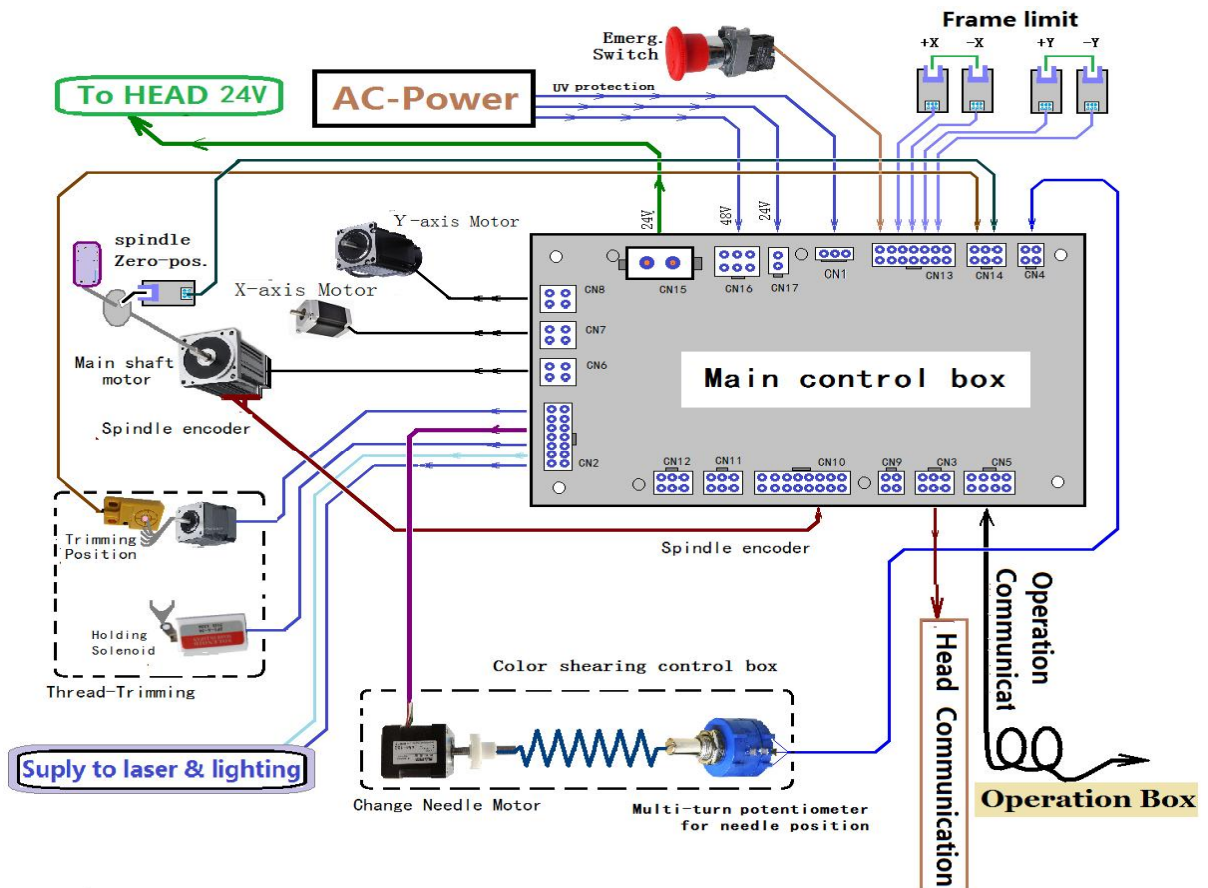 Frame limit
+X
-X
+Y
-Y
Emerg.
Switch
To HEAD 24V
AC-Power
UV protection
24V
48V
24V
Y-axis Motor
spindle
Zero-pos.
X-axis Motor
CN15
CN16
CN17
CN1
CN13
CN14
CN4
CN8
CN7
CN6
CN2
Main control box
Main shaft
motor
Spindle encoder
CN12
CN11
CN10
CN9
CN3
CN5
Trimming
Position
Spindle encoder
Operation
Communicat
Holding
Solenoid
Thread-Trimming
Color shearing control box
Head Communication
Suply to laser & lighting
Change Needle Motor
Multi-turn potentiometer
for needle position
Operation Box